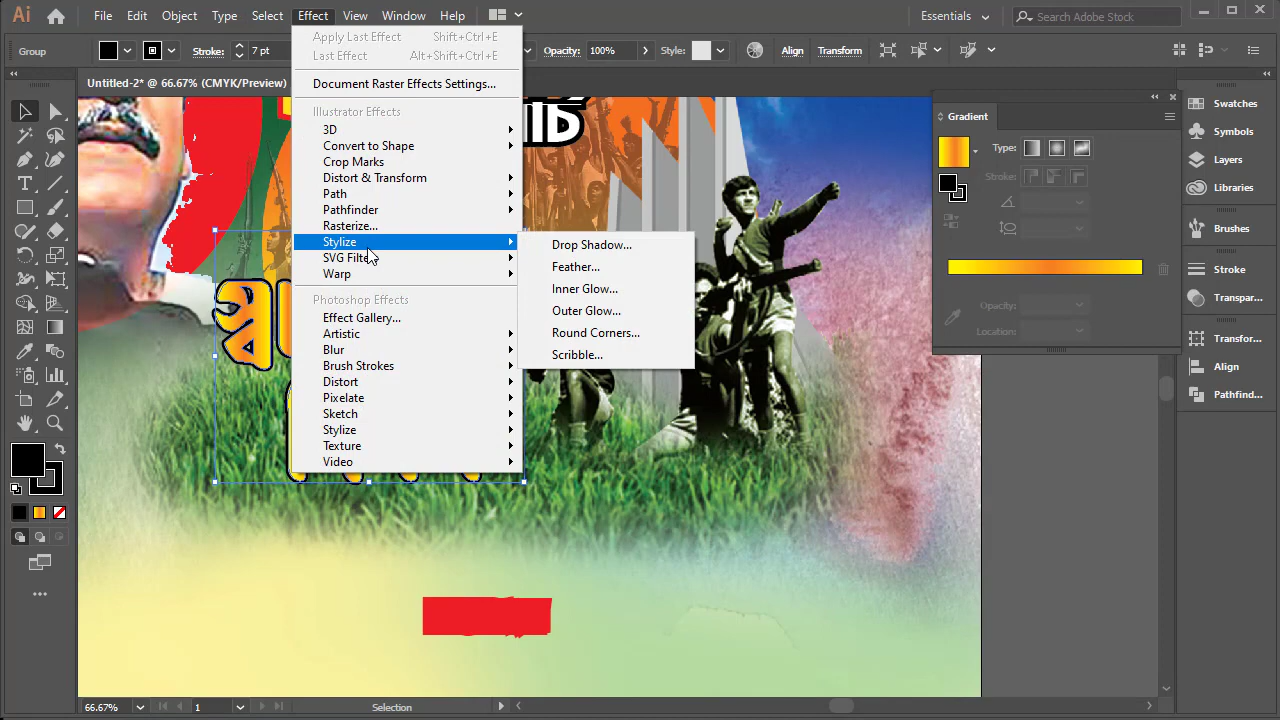 Ai File Edit Object Type Select Effect View Window Help Essentials Search Adobe Stock
Group Stroke: 7 pt Opacity: 100% Style: Align Transform
Untitled-2* @ 66.67% (CMYK/Preview)
Apply Last Effect Shift+Ctrl+E
Last Effect Alt+Shift+Ctrl+E
Document Raster Effects Settings...
Illustrator Effects
3D
Convert to Shape
Crop Marks
Distort & Transform
Path
Pathfinder
Rasterize...
Stylize
SVG Filte
Warp
Photoshop Effects
Effect Gallery...
Artistic
Blur
Brush Strokes
Distort
Pixelate
Sketch
Stylize
Texture
Video
Drop Shadow...
Feather...
Inner Glow...
Outer Glow...
Round Corners...
Scribble...
Gradient
Type:
Stroke:
Opacity:
Location:
Swatches
Symbols
Layers
Libraries
Brushes
Stroke
Transpar...
Transfor...
Align
Pathfind...
66.67% 1 Selection